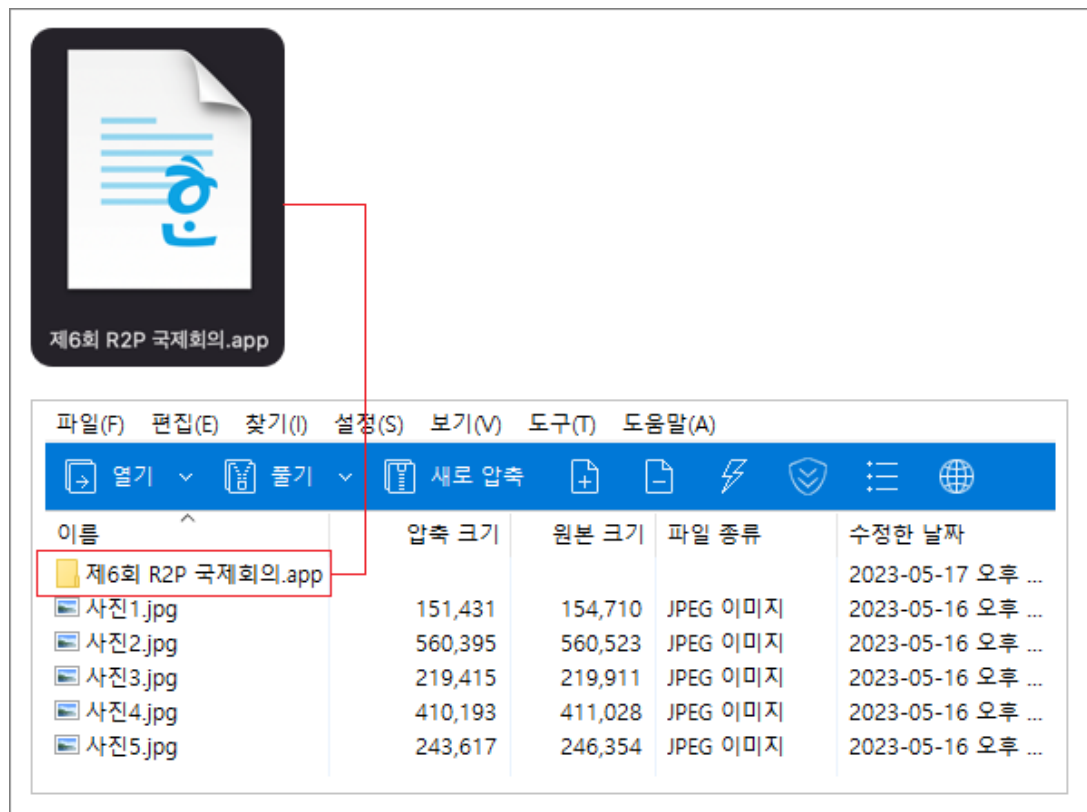 한
제6회 R2P 국제회의.app
파일(F) 편집(E) 찾기(I) 설정(S) 보기(V) 도구(T) 도움말(A)
열기 풀기 새로 압축
이름 압축 크기 원본 크기 파일 종류 수정한 날짜
제6회 R2P 국제회의.app 2023-05-17 오후 ...
사진1.jpg 151,431 154,710 JPEG 이미지 2023-05-16 오후 ...
사진2.jpg 560,395 560,523 JPEG 이미지 2023-05-16 오후 ...
사진3.jpg 219,415 219,911 JPEG 이미지 2023-05-16 오후 ...
사진4.jpg 410,193 411,028 JPEG 이미지 2023-05-16 오후 ...
사진5.jpg 243,617 246,354 JPEG 이미지 2023-05-16 오후 ...